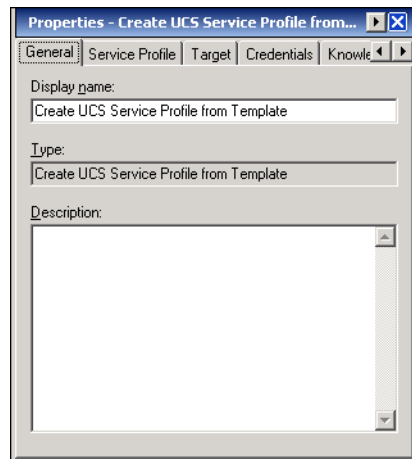 Properties - Create UCS Service Profile from...
General Service Profile Target Credentials Knowle
Display name:
Create UCS Service Profile from Template
Type:
Create UCS Service Profile from Template
Description: